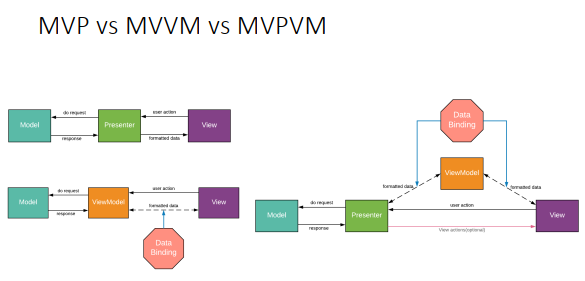 MVP vs MVVM vs MVPVM
do request
user action
Model
Presenter
View
response
formatted data
do request
user action
Model
ViewModel
formatted data
View
response
Data
Binding
Data
Binding
ViewModel
formatted data
formatted data
do request
user action
Model
Presenter
View
response
View actions(optional)